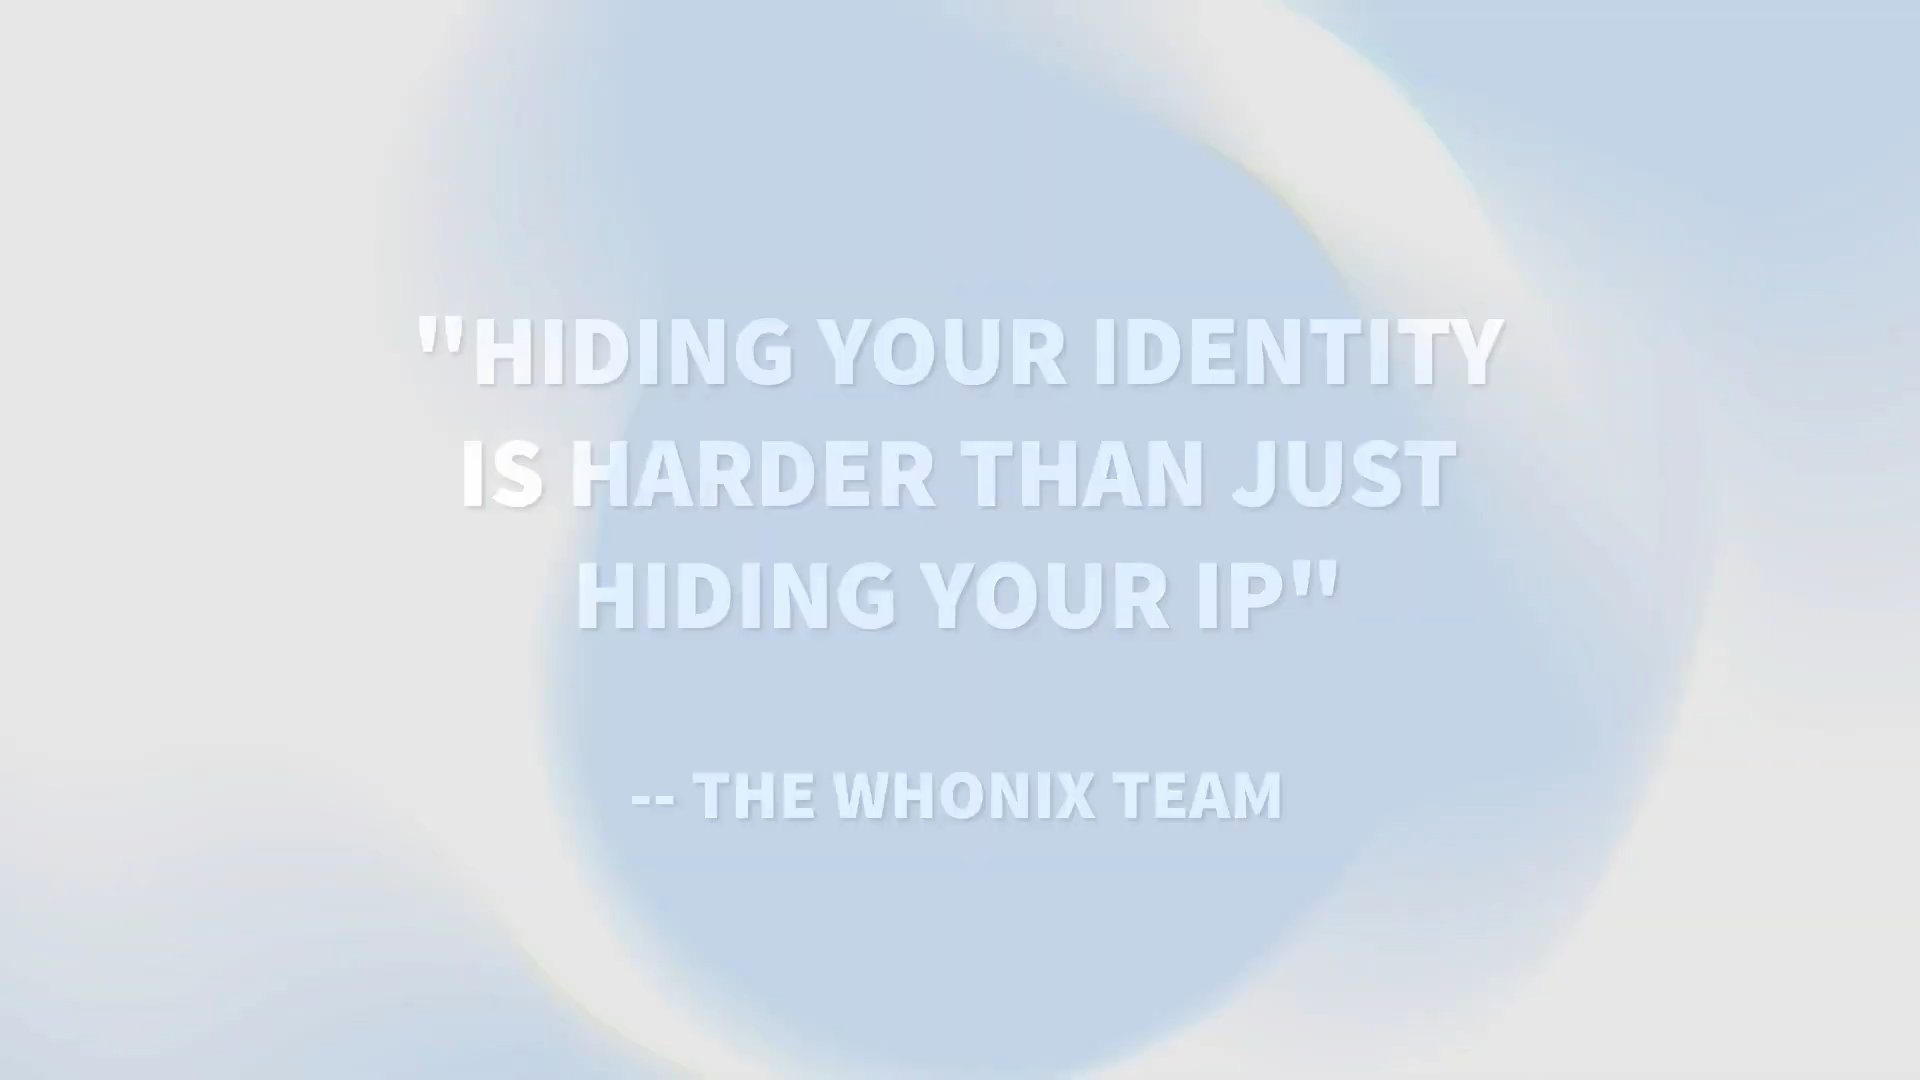 "HIDING YOUR IDENTITY
IS HARDER THAN JUST
HIDING YOUR IP"
-- THE WHONIX TEAM